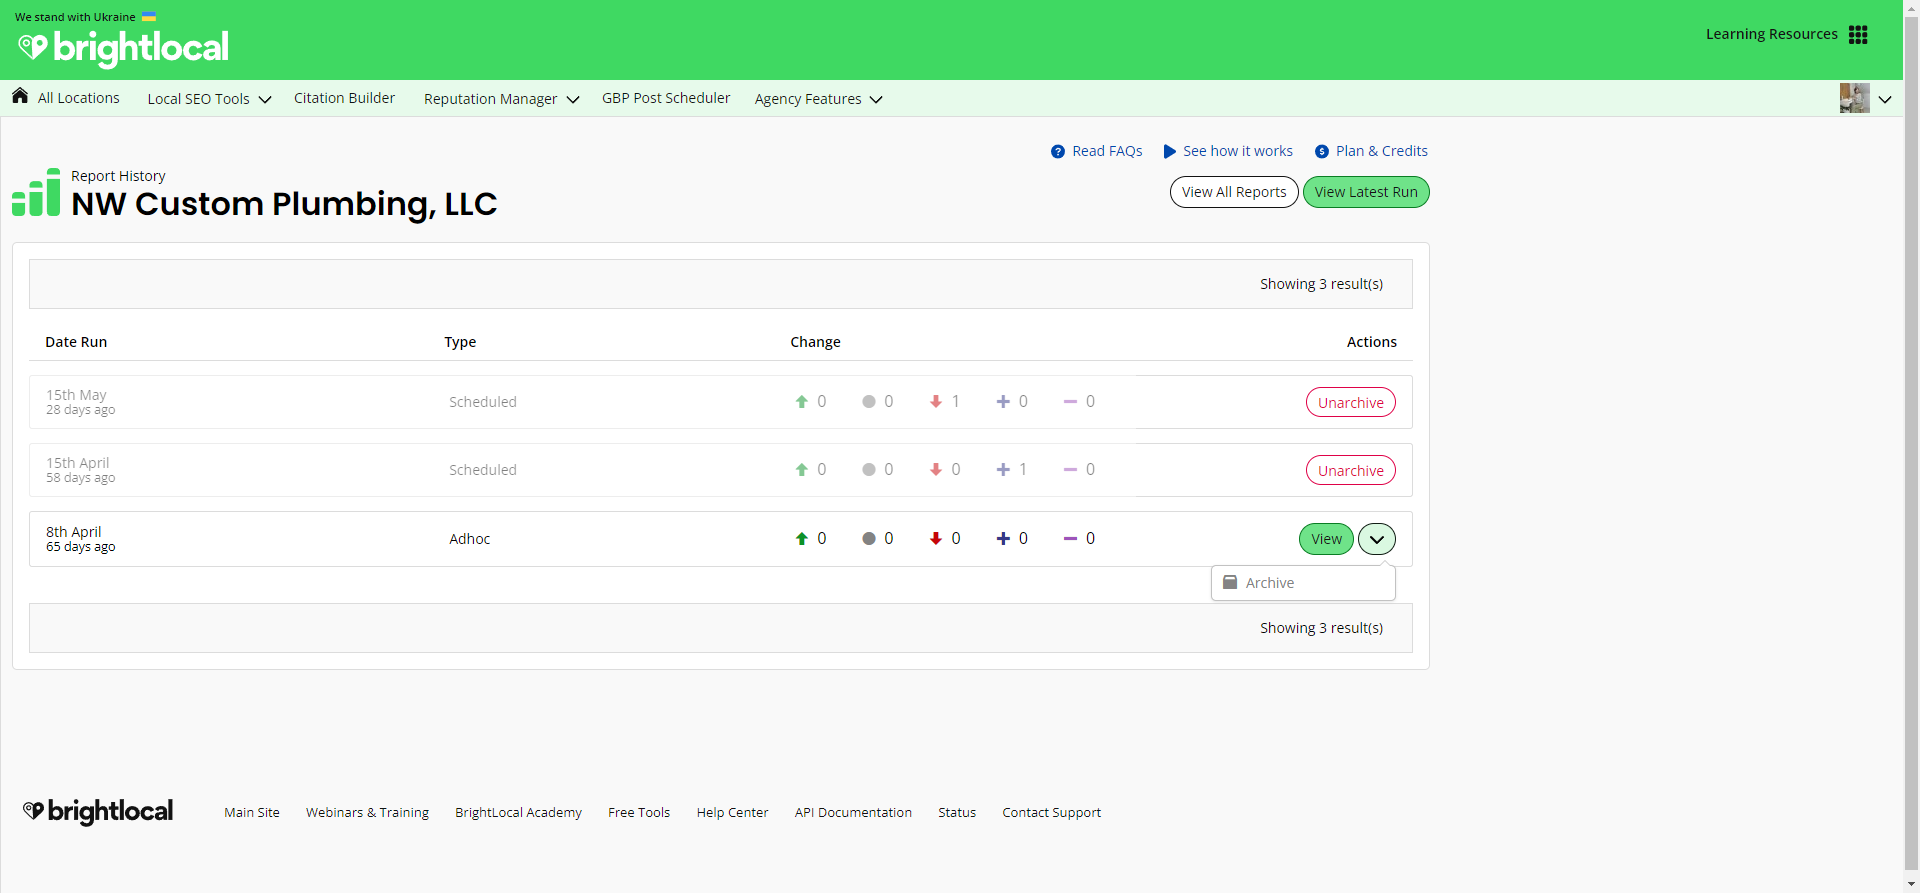 We stand with Ukraine
brightlocal
Learning Resources
All Locations
Local SEO Tools
Citation Builder
Reputation Manager
GBP Post Scheduler
Agency Features
Read FAQs
See how it works
Plan & Credits
Report History
NW Custom Plumbing, LLC
View All Reports
View Latest Run
Showing 3 result(s)
Date Run
Type
Change
Actions
15th May
28 days ago
Scheduled
0
0
1
0
0
Unarchive
15th April
58 days ago
Scheduled
0
0
0
1
0
Unarchive
8th April
65 days ago
Adhoc
0
0
0
0
0
View
Archive
Showing 3 result(s)
brightlocal
Main Site
Webinars & Training
BrightLocal Academy
Free Tools
Help Center
API Documentation
Status
Contact Support